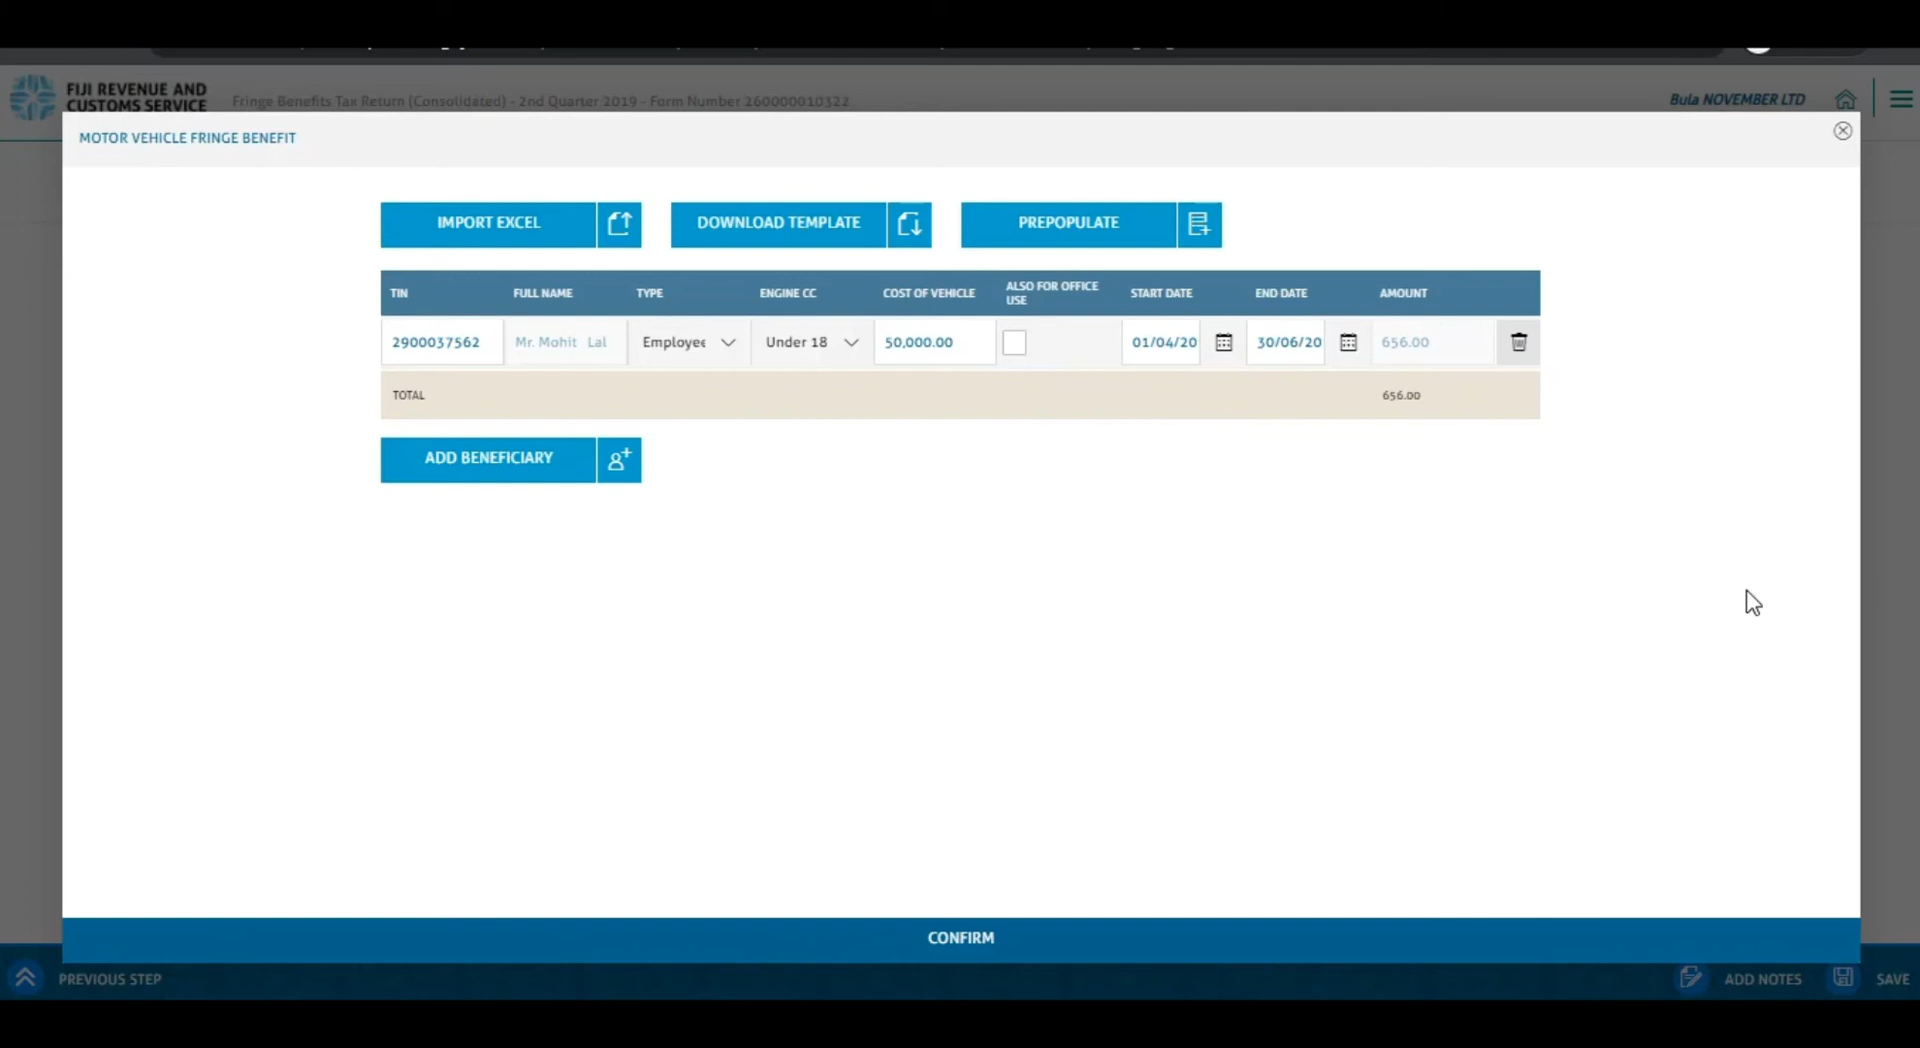 FIJI REVENUE AND
CUSTOMS SERVICE
Fringe Benefits Tax Return (Consolidated) - 2nd Quarter 2019 - Form Number 260000010322
Bula NOVEMBER LTD
MOTOR VEHICLE FRINGE BENEFIT
IMPORT EXCEL
DOWNLOAD TEMPLATE
PREPOPULATE
TIN FULL NAME TYPE ENGINE CC COST OF VEHICLE ALSO FOR OFFICE USE START DATE END DATE AMOUNT
2900037562 Mr. Mohit Lal Employee Under 18 50,000.00 01/04/20 30/06/20 656.00
TOTAL 656.00
ADD BENEFICIARY
CONFIRM
PREVIOUS STEP
ADD NOTES
SAVE